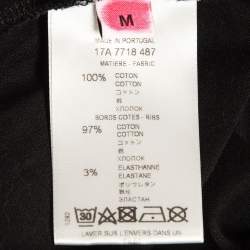 M
MADE IN PORTUGAL
17A 7718 487
MATIERE - FABRIC
100% COTON
COTTON
コットン
棉
ХЛОПОК
BORDS COTES - RIBS
97% COTON
COTTON
コットン
棉
ХЛОПОК
3% ELASTHANNE
ELASTANE
ポリウレタン
ЭЛАСТАН
30
LAVER SUR L'ENVERS DANS UN